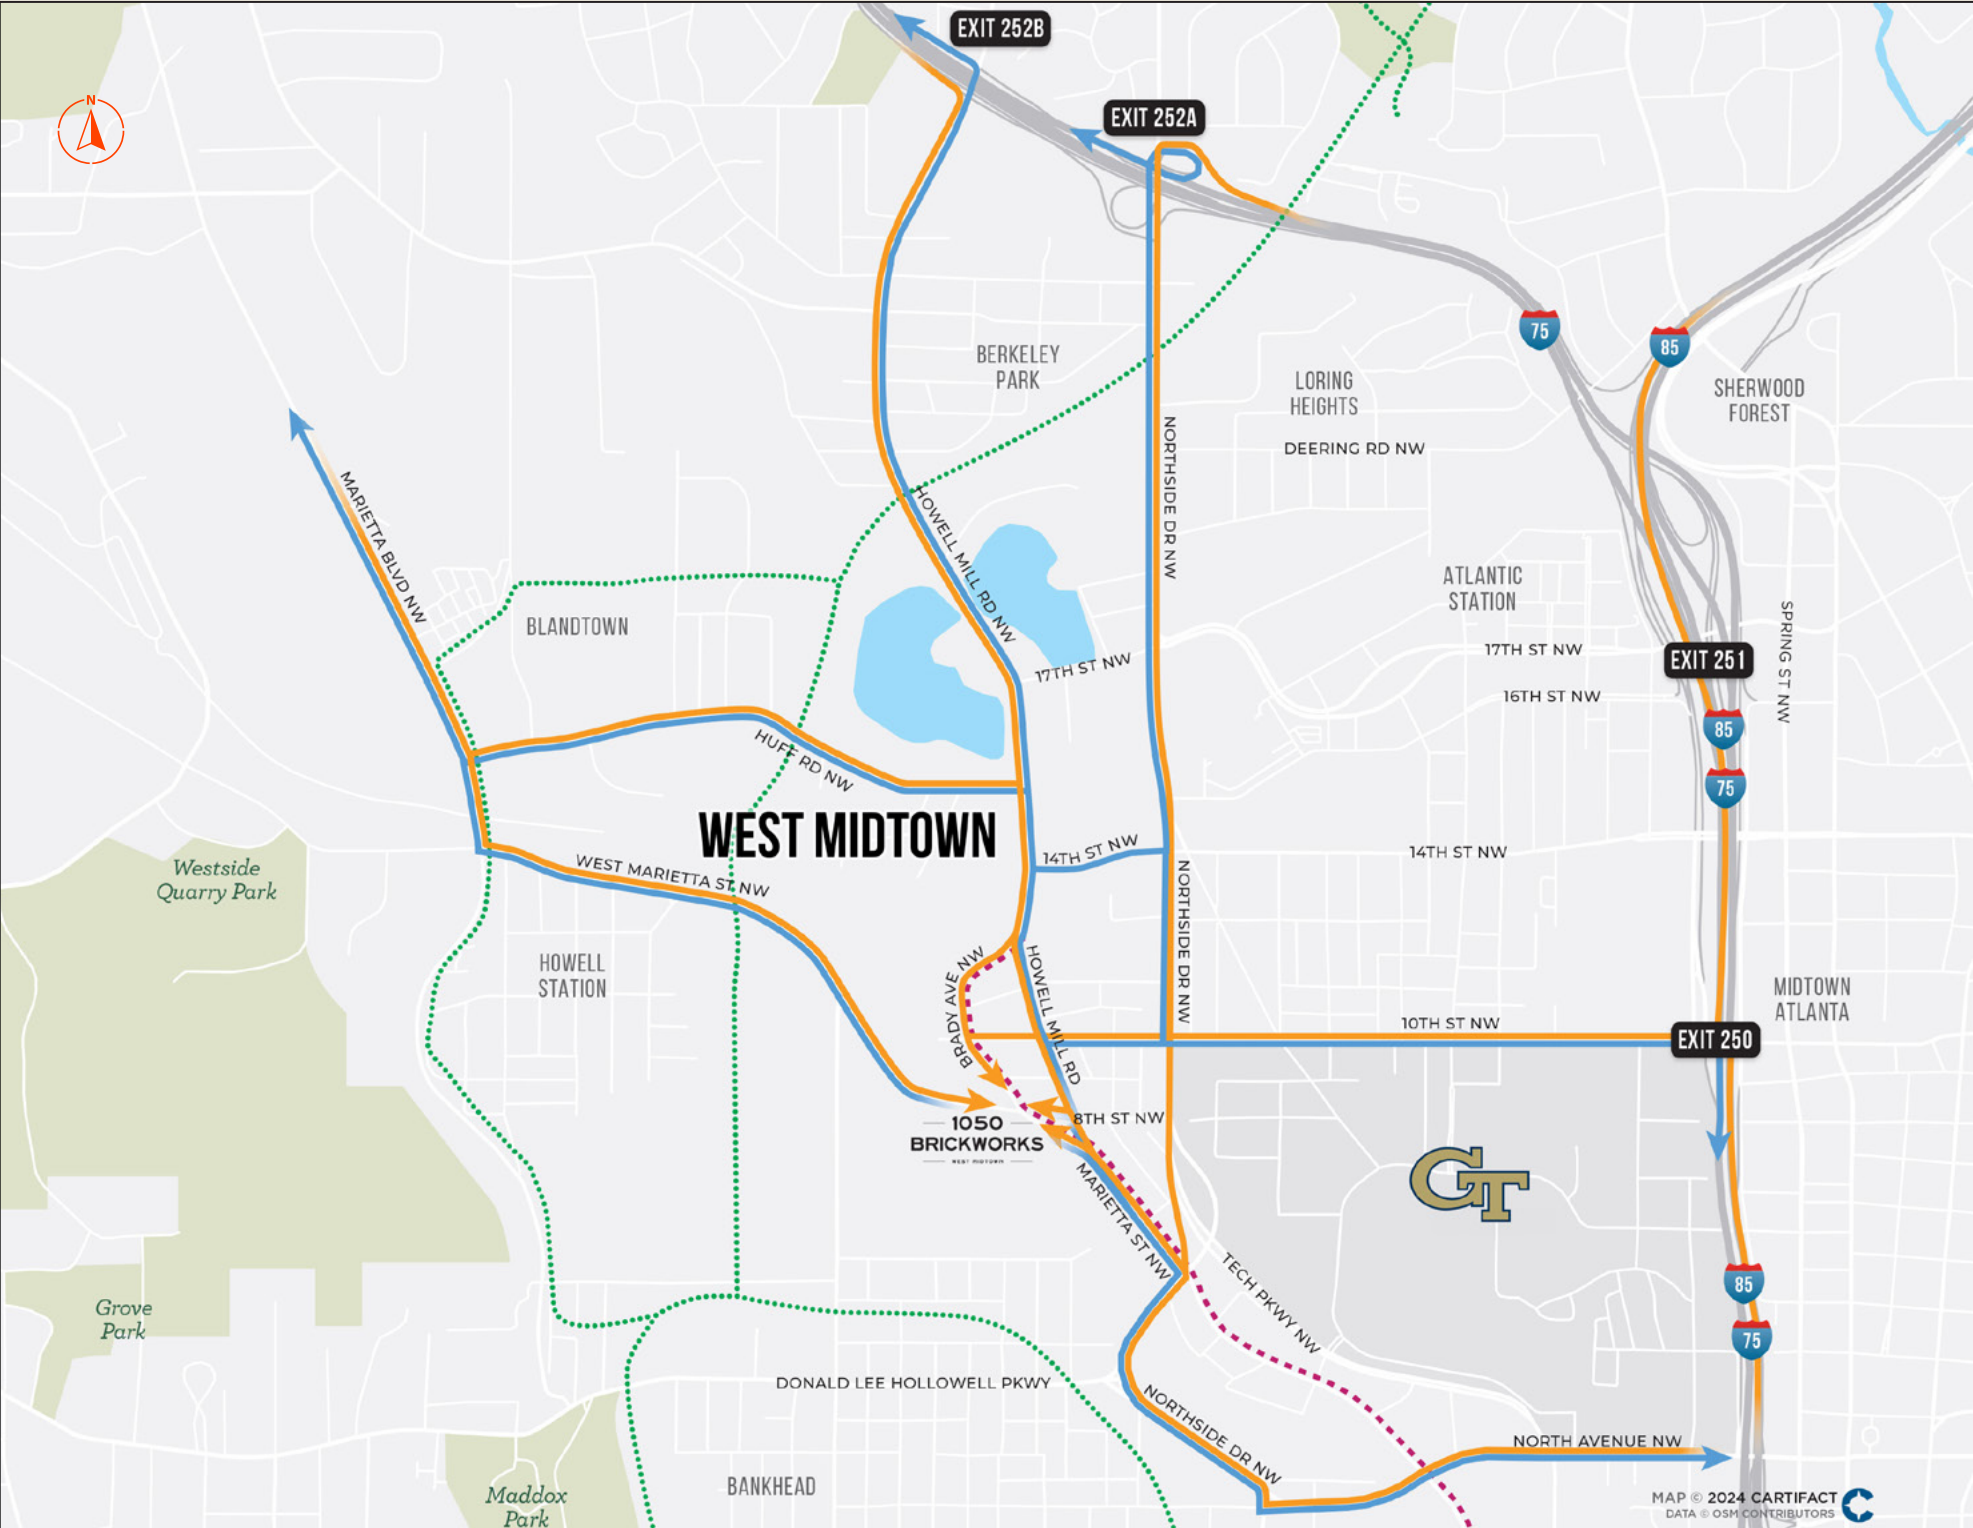 EXIT 252B
N
EXIT 252A
75
85
BERKELEY
PARK
LORING
HEIGHTS
SHERWOOD
FOREST
DEERING RD NW
NORTHSIDE DR NW
MARIETTA BLVD NW
HOWELL MILL RD NW
ATLANTIC
STATION
BLANDTOWN
17TH ST NW
17TH ST NW
EXIT 251
SPRING ST NW
16TH ST NW
85
75
HUFF RD NW
WEST MIDTOWN
14TH ST NW
14TH ST NW
Westside
Quarry Park
WEST MARIETTA ST NW
NORTHSIDE DR NW
HOWELL
STATION
BRADY AVE NW
HOWELL MILL RD
MIDTOWN
ATLANTA
10TH ST NW
EXIT 250
8TH ST NW
1050
BRICKWORKS
WEST MIDTOWN
GT
MARIETTA ST NW
TECH PKWY NW
85
75
Grove
Park
DONALD LEE HOLLOWELL PKWY
NORTHSIDE DR NW
NORTH AVENUE NW
BANKHEAD
Maddox
Park
MAP © 2024 CARTIFACT
DATA © OSM CONTRIBUTORS